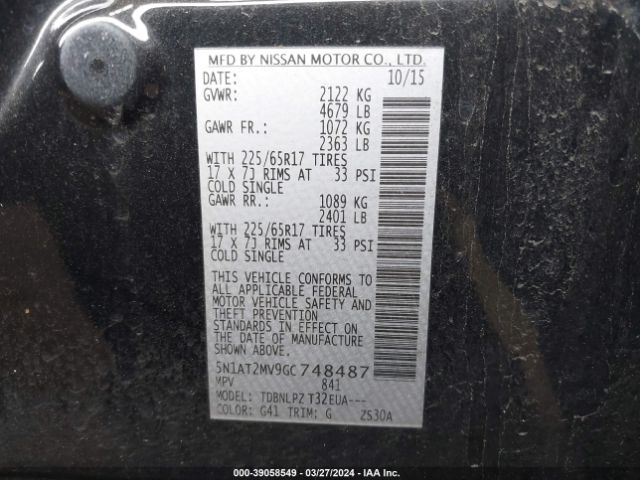 MFD BY NISSAN MOTOR CO., LTD.
DATE: 10/15
GVWR: 2122 KG
4679 LB
GAWR FR.: 1072 KG
2363 LB
WITH 225/65R17 TIRES
17 X 7J RIMS AT 33 PSI
COLD SINGLE
GAWR RR.: 1089 KG
2401 LB
WITH 225/65R17 TIRES
17 X 7J RIMS AT 33 PSI
COLD SINGLE
THIS VEHICLE CONFORMS TO
ALL APPLICABLE FEDERAL
MOTOR VEHICLE SAFETY AND
THEFT PREVENTION
STANDARDS IN EFFECT ON
THE DATE OF MANUFACTURE
SHOWN ABOVE.
5N1AT2MV9GC748487
MPV 841
MODEL: TDBNLPZ T32EUA---
COLOR: G41 TRIM: G 2S30A
000-39058549 — 03/27/2024 — IAA Corp.